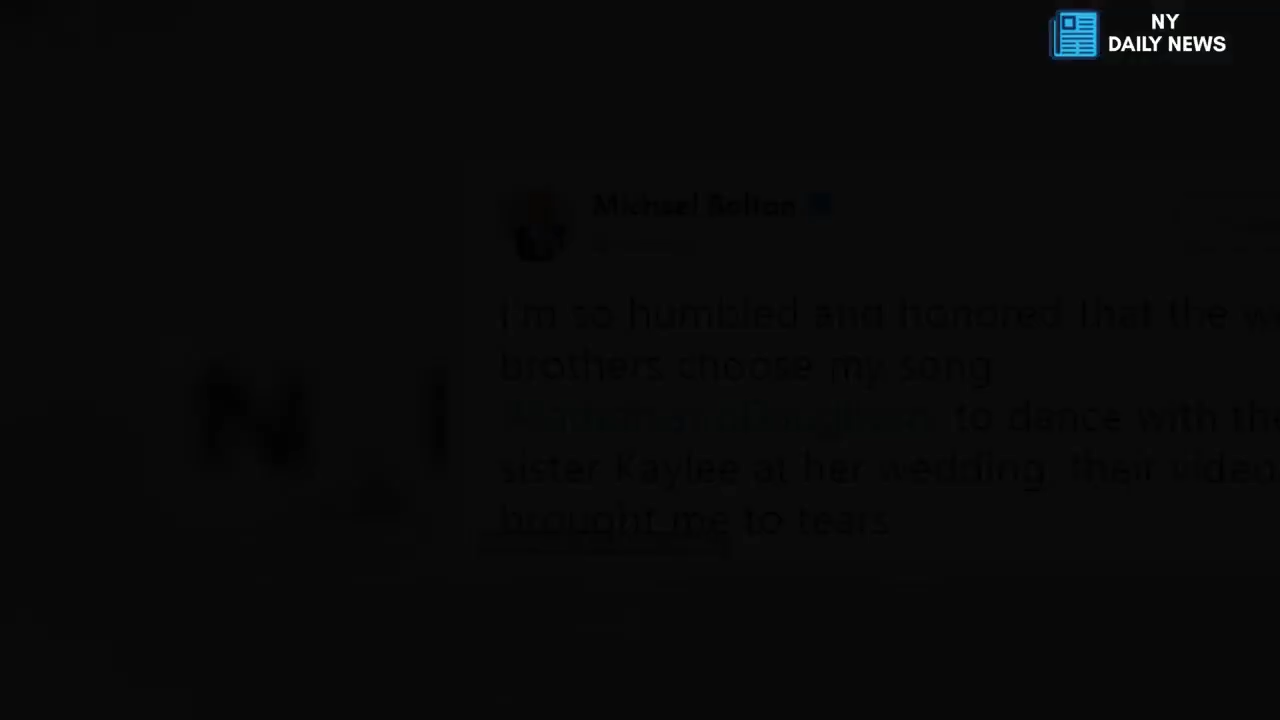 NY
DAILY NEWS
Michael Bolton
I'm so humbled and honored that the
brothers choose my song
to dance with
sister Kaylee at her wedding, their video
brought me to tears